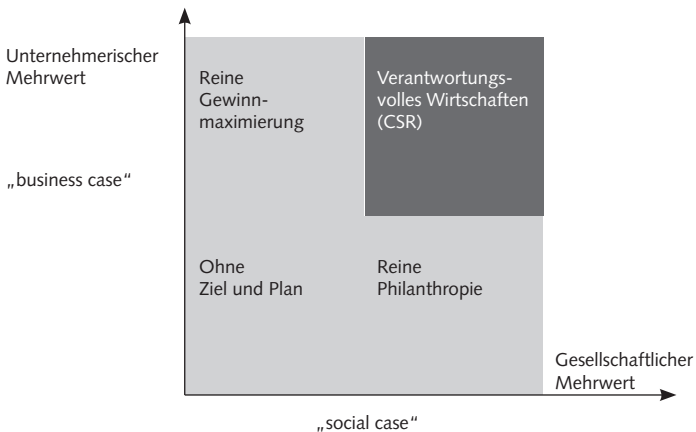 Unternehmerischer
Mehrwert
„business case“
Reine
Gewinn-
maximierung
Verantwortungs-
volles Wirtschaften
(CSR)
Ohne
Ziel und Plan
Reine
Philanthropie
Gesellschaftlicher
Mehrwert
„social case“